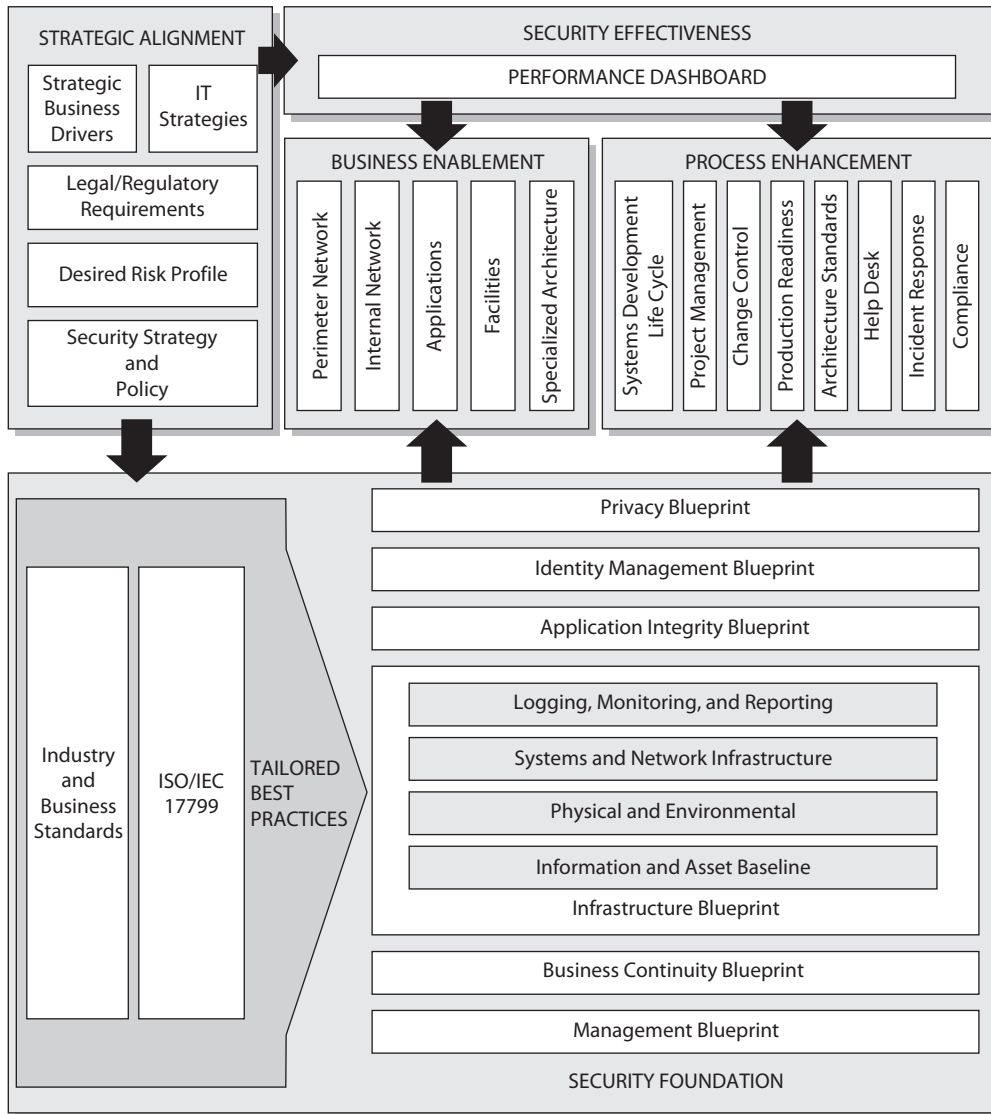 STRATEGIC ALIGNMENT
Strategic
Business
Drivers
IT
Strategies
Legal/Regulatory
Requirements
Desired Risk Profile
Security Strategy
and
Policy
SECURITY EFFECTIVENESS
PERFORMANCE DASHBOARD
BUSINESS ENABLEMENT
Perimeter Network
Internal Network
Applications
Facilities
Specialized Architecture
PROCESS ENHANCEMENT
Systems Development
Life Cycle
Project Management
Change Control
Production Readiness
Architecture Standards
Help Desk
Incident Response
Compliance
Industry
and
Business
Standards
ISO/IEC
17799
TAILORED
BEST
PRACTICES
Privacy Blueprint
Identity Management Blueprint
Application Integrity Blueprint
Logging, Monitoring, and Reporting
Systems and Network Infrastructure
Physical and Environmental
Information and Asset Baseline
Infrastructure Blueprint
Business Continuity Blueprint
Management Blueprint
SECURITY FOUNDATION